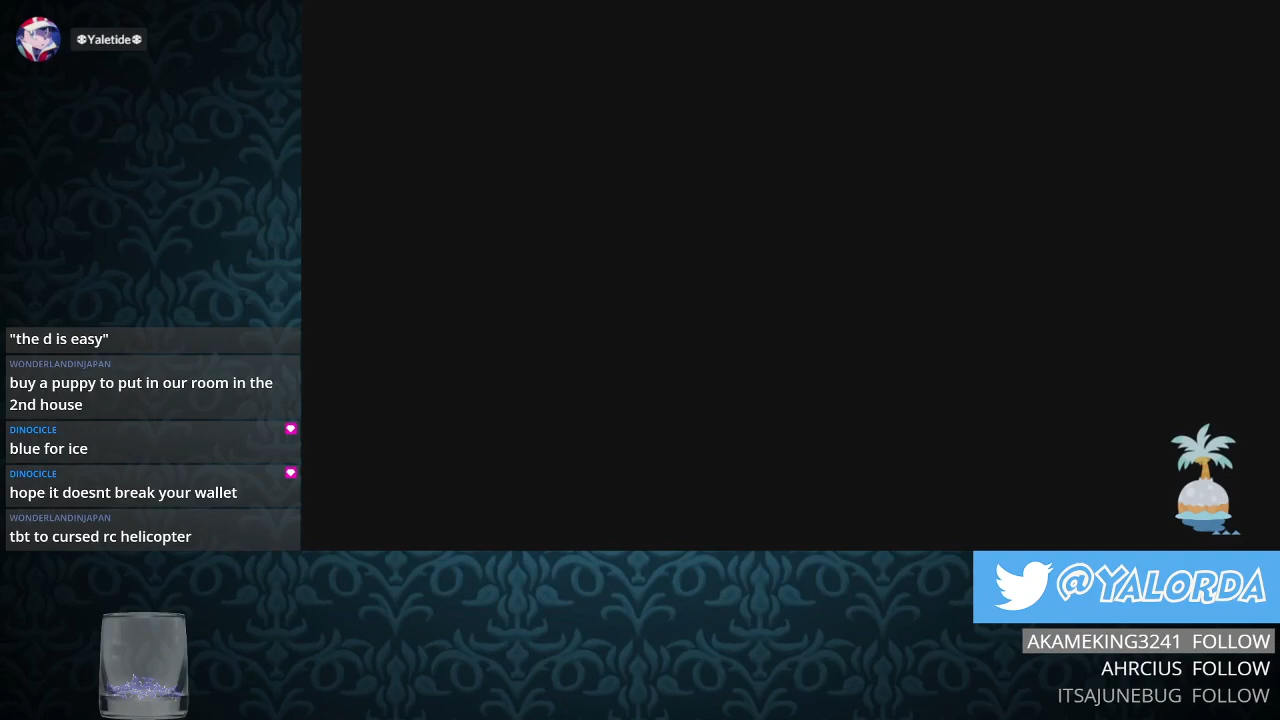 ❆Yaletide❆
"the d is easy"
WONDERLANDINJAPAN
buy a puppy to put in our room in the
2nd house
DINOCICLE
blue for ice
DINOCICLE
hope it doesnt break your wallet
WONDERLANDINJAPAN
tbt to cursed rc helicopter
@YALORDA
AKAMEKING3241 FOLLOW
AHRCIUS FOLLOW
ITSAJUNEBUG FOLLOW